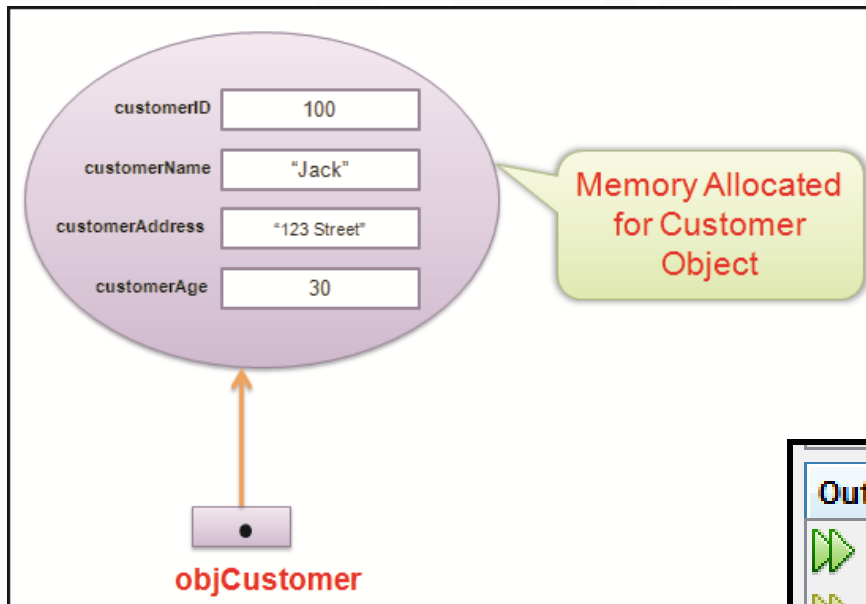 customerID 100
customerName “Jack”
customerAddress “123 Street”
customerAge 30
Memory Allocated
for Customer
Object
objCustomer